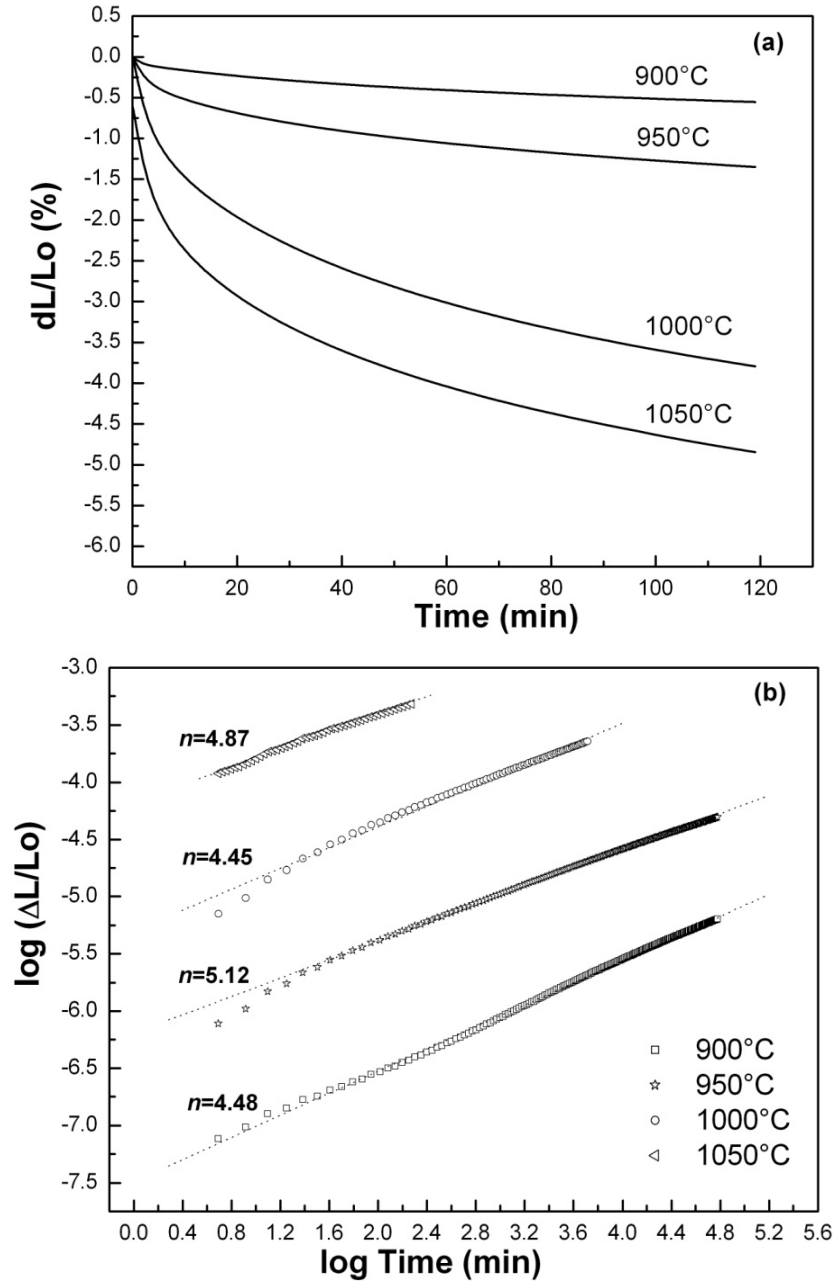 (a)
0.5
0.0
-0.5
-1.0
-1.5
-2.0
-2.5
-3.0
-3.5
-4.0
-4.5
-5.0
-5.5
-6.0
dL/Lo (%)
900°C
950°C
1000°C
1050°C
0 20 40 60 80 100 120
Time (min)
(b)
-3.0
-3.5
-4.0
-4.5
-5.0
-5.5
-6.0
-6.5
-7.0
-7.5
log (ΔL/Lo)
n=4.87
n=4.45
n=5.12
n=4.48
900°C
950°C
1000°C
1050°C
0.0 0.4 0.8 1.2 1.6 2.0 2.4 2.8 3.2 3.6 4.0 4.4 4.8 5.2 5.6
log Time (min)